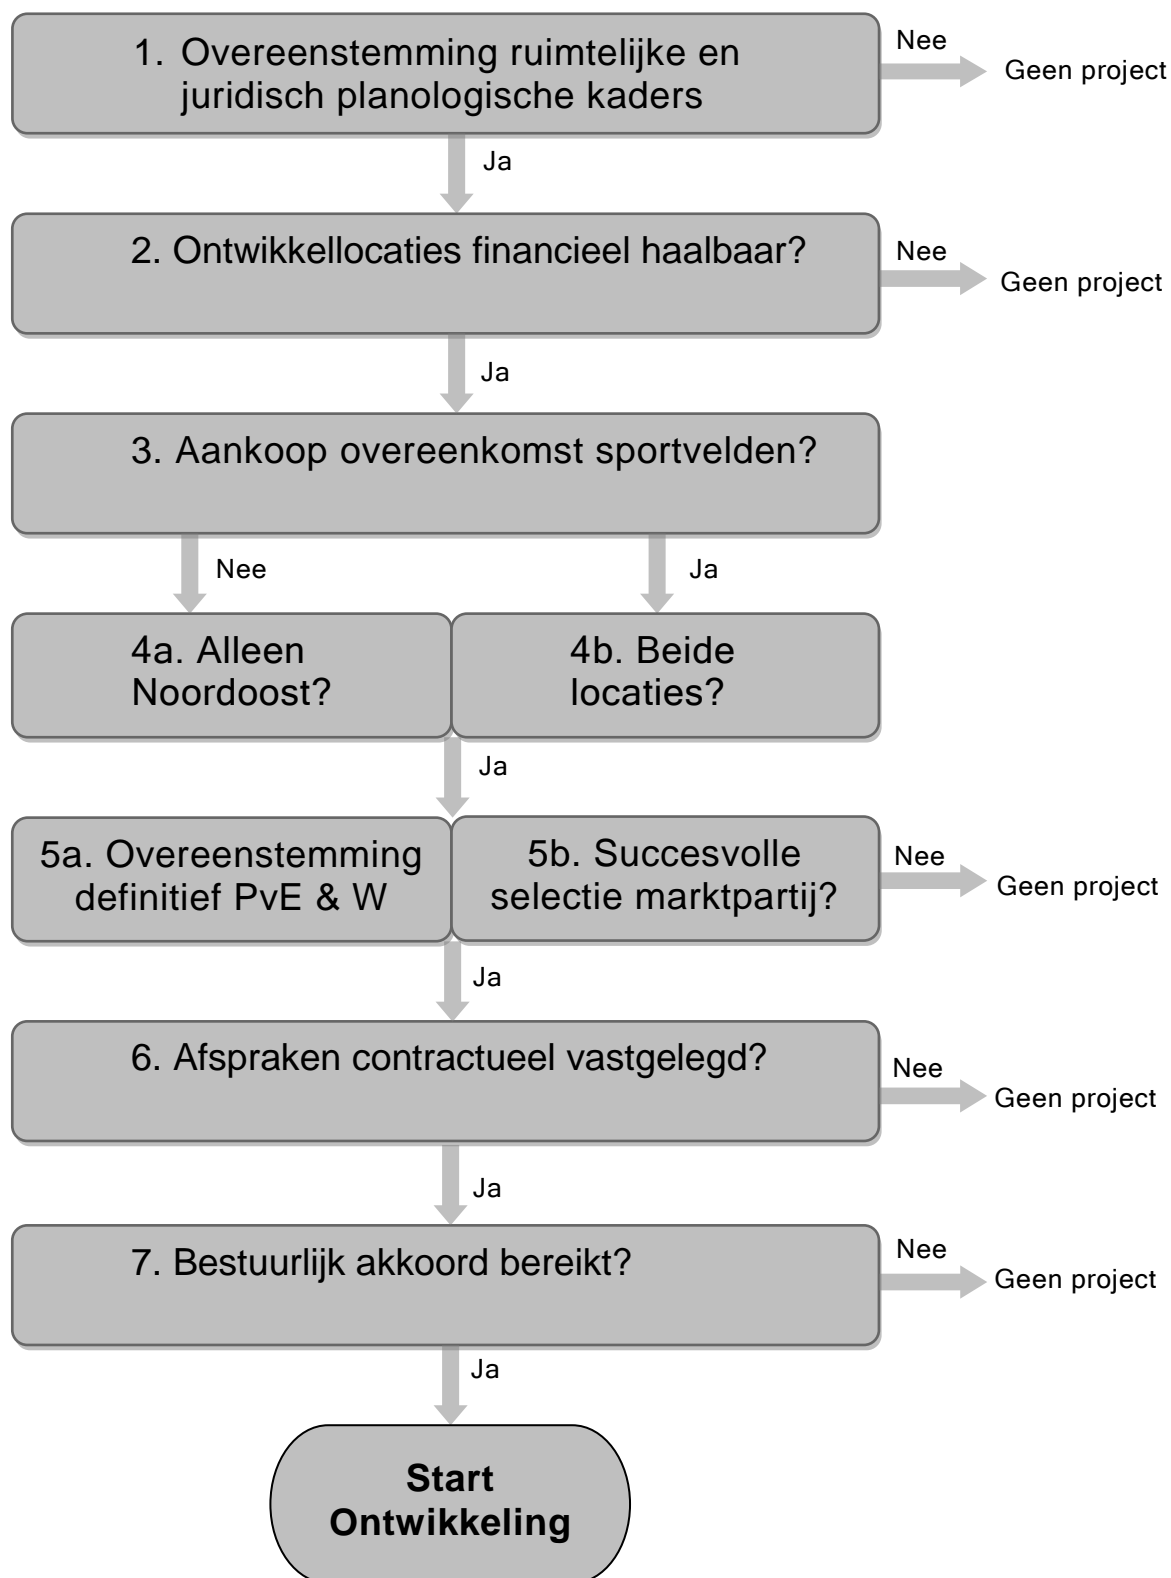 1. Overeenstemming ruimtelijke en
juridisch planologische kaders
Nee
Geen project
Ja
2. Ontwikkellocaties financieel haalbaar?
Nee
Geen project
Ja
3. Aankoop overeenkomst sportvelden?
Nee
Ja
4a. Alleen
Noordoost?
4b. Beide
locaties?
Ja
5a. Overeenstemming
definitief PvE & W
5b. Succesvolle
selectie marktpartij?
Nee
Geen project
Ja
6. Afspraken contractueel vastgelegd?
Nee
Geen project
Ja
7. Bestuurlijk akkoord bereikt?
Nee
Geen project
Ja
Start
Ontwikkeling